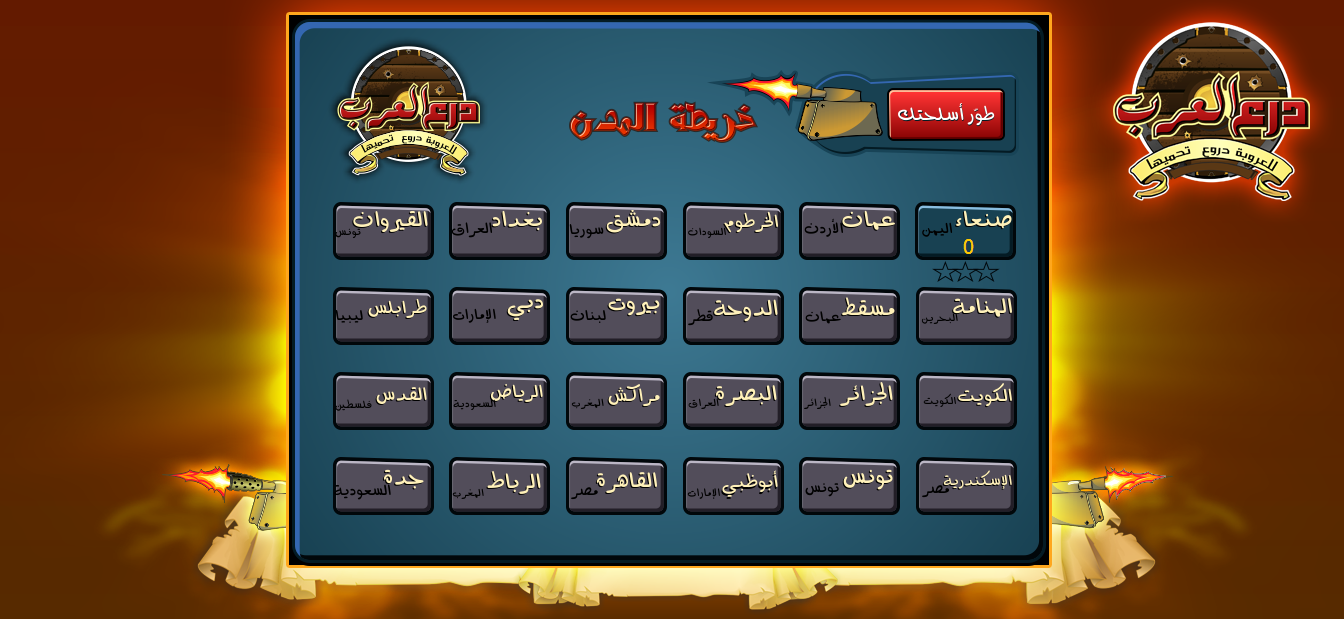 درع العرب
للعروبة دروع تحميها
خريطة المدن
طوّر أسلحتك
درع العرب
للعروبة دروع تحميها
صنعاء اليمن
0
عمان الأردن
الخرطوم السودان
دمشق سوريا
بغداد العراق
القيروان تونس
المنامة البحرين
مسقط عمان
الدوحة قطر
بيروت لبنان
دبي الإمارات
طرابلس ليبيا
الكويت الكويت
الجزائر الجزائر
البصرة العراق
مراكش المغرب
الرياض السعودية
القدس فلسطين
الإسكندرية مصر
تونس تونس
أبوظبي الإمارات
القاهرة مصر
الرباط المغرب
جدة السعودية